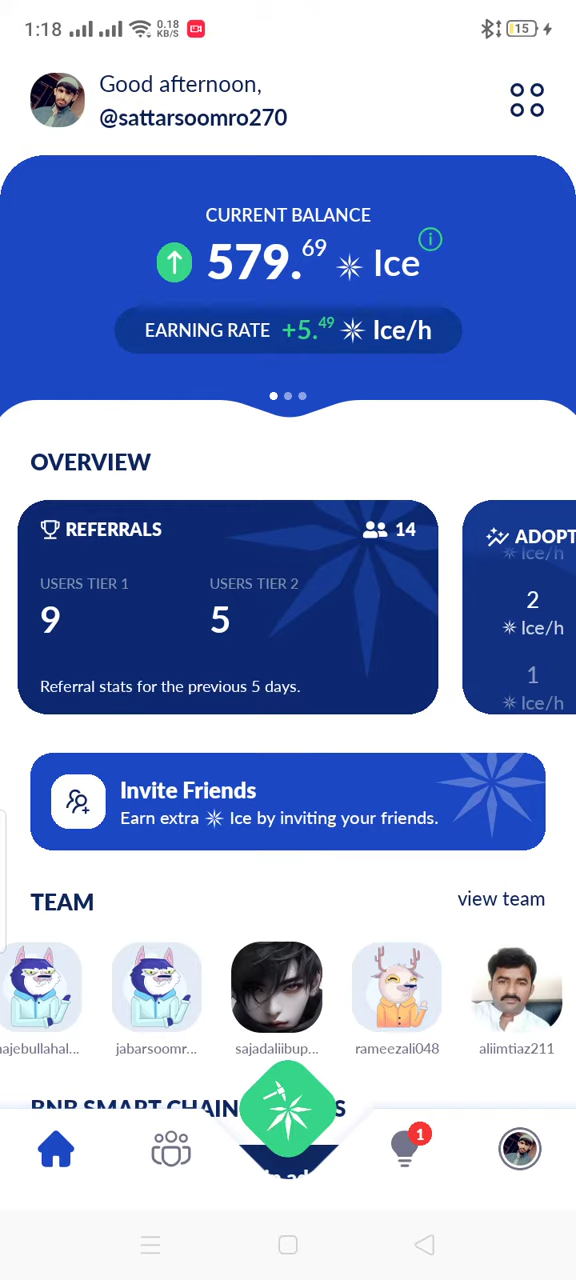 1:18 0.18 KB/S 15
Good afternoon,
@sattarsoomro270
CURRENT BALANCE
579.69 Ice
EARNING RATE +5.49 Ice/h
OVERVIEW
REFERRALS 14
USERS TIER 1 USERS TIER 2
9 5
Referral stats for the previous 5 days.
ADOPT
Ice/h
2
Ice/h
1
Ice/h
Invite Friends
Earn extra Ice by inviting your friends.
TEAM view team
najebullahal... jabarsoomr... sajadaliibup... rameezali048 aliimtiaz211
BNB SMART CHAIN
1